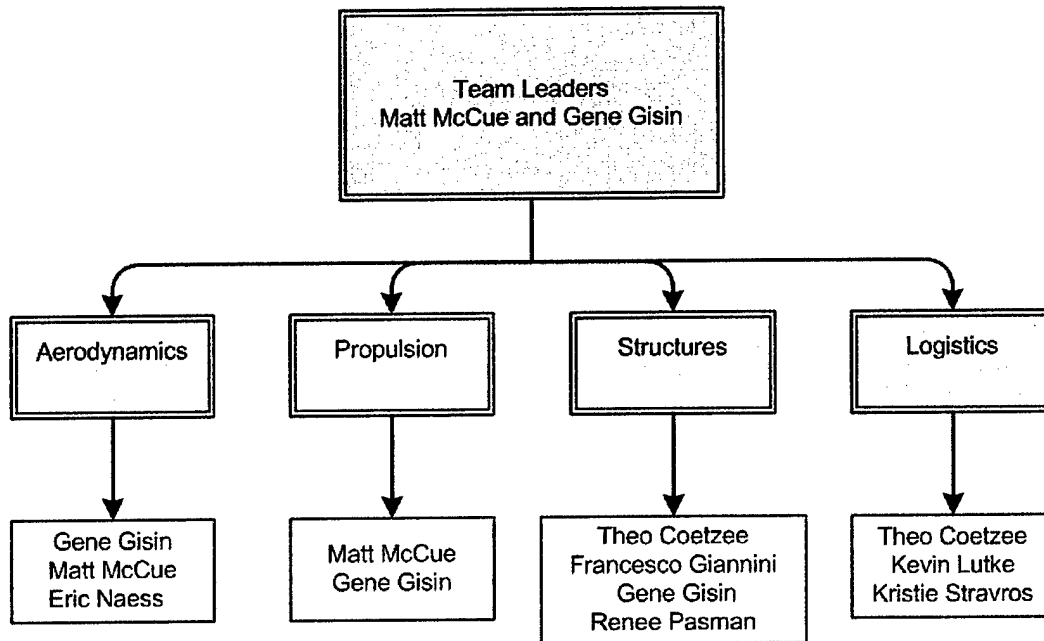 Team Leaders
Matt McCue and Gene Gisin
Aerodynamics
Propulsion
Structures
Logistics
Gene Gisin
Matt McCue
Eric Naess
Matt McCue
Gene Gisin
Theo Coetzee
Francesco Giannini
Gene Gisin
Renee Pasman
Theo Coetzee
Kevin Lutke
Kristie Stravros